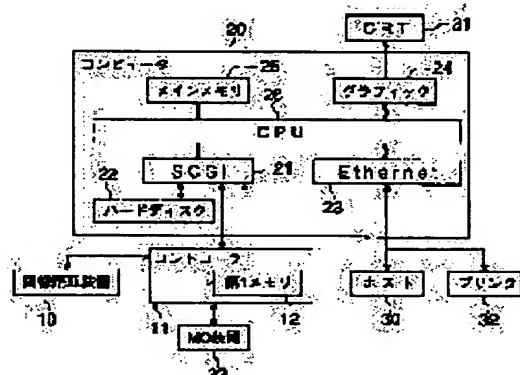 20
CRT
31
コンピュータ
25
24
メインメモリ
グラフィック
26
CPU
SCSI
21
Ethernet
22
23
ハードディスク
コントローラ
第1メモリ
ホスト
プリンタ
10
11
12
30
32
MO装置
33